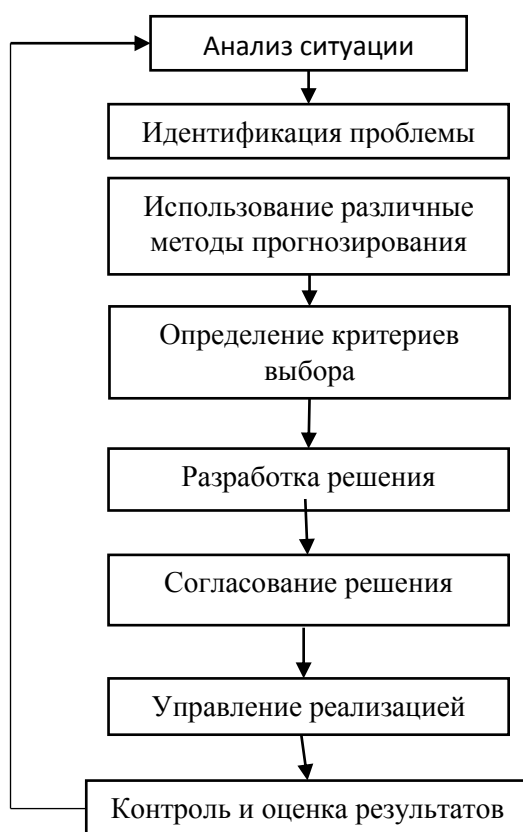 Анализ ситуации
Идентификация проблемы
Использование различные
методы прогнозирования
Определение критериев
выбора
Разработка решения
Согласование решения
Управление реализацией
Контроль и оценка результатов